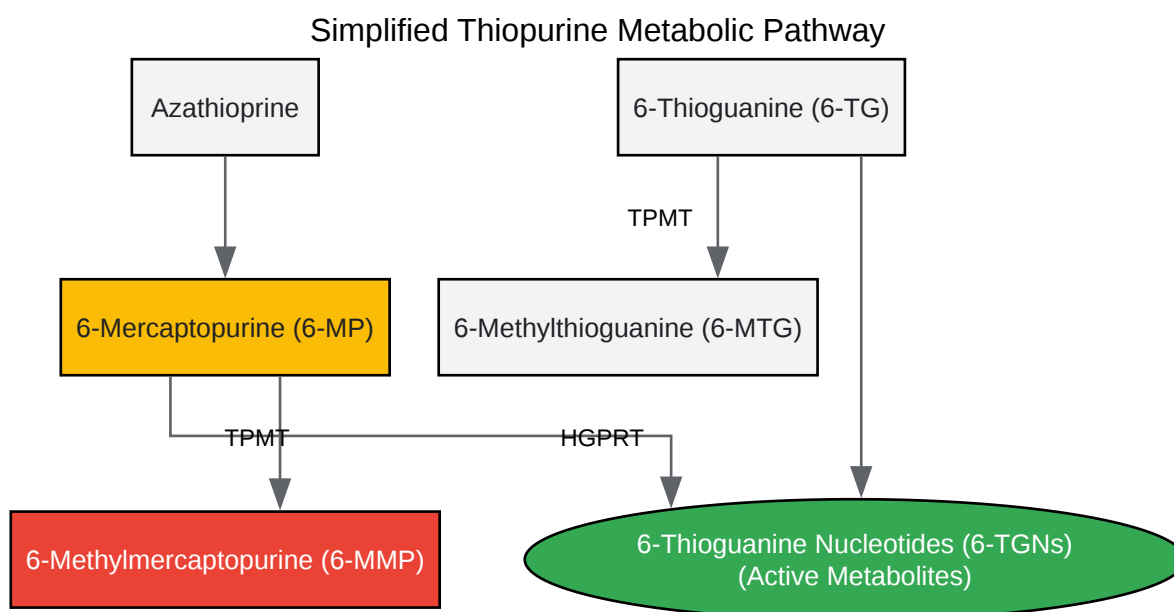 Simplified Thiopurine Metabolic Pathway
Azathioprine
6-Thioguanine (6-TG)
TPMT
6-Mercaptopurine (6-MP)
6-Methylthioguanine (6-MTG)
TPMT
HGPRT
6-Methylmercaptopurine (6-MMP)
6-Thioguanine Nucleotides (6-TGNs)
(Active Metabolites)